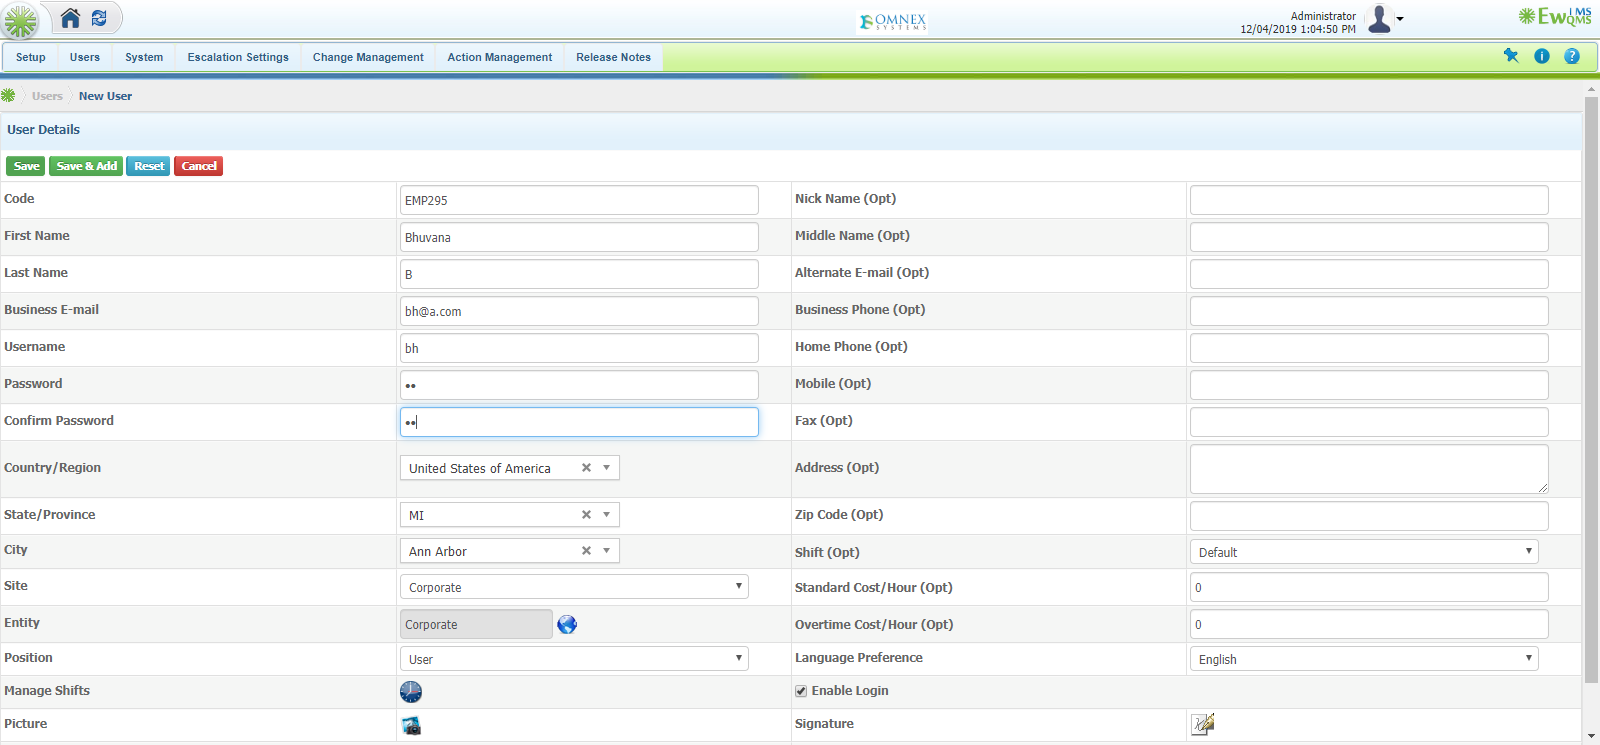 OMNEX
SYSTEMS
Administrator
12/04/2019 1:04:50 PM
EwQMS
LMS
Setup Users System Escalation Settings Change Management Action Management Release Notes
Users New User
User Details
Save Save & Add Reset Cancel
Code EMP295 Nick Name (Opt)
First Name Bhuvana Middle Name (Opt)
Last Name B Alternate E-mail (Opt)
Business E-mail bh@a.com Business Phone (Opt)
Username bh Home Phone (Opt)
Password •• Mobile (Opt)
Confirm Password •• Fax (Opt)
Country/Region United States of America Address (Opt)
State/Province MI Zip Code (Opt)
City Ann Arbor Shift (Opt) Default
Site Corporate Standard Cost/Hour (Opt) 0
Entity Corporate Overtime Cost/Hour (Opt) 0
Position User Language Preference English
Manage Shifts Enable Login
Picture Signature